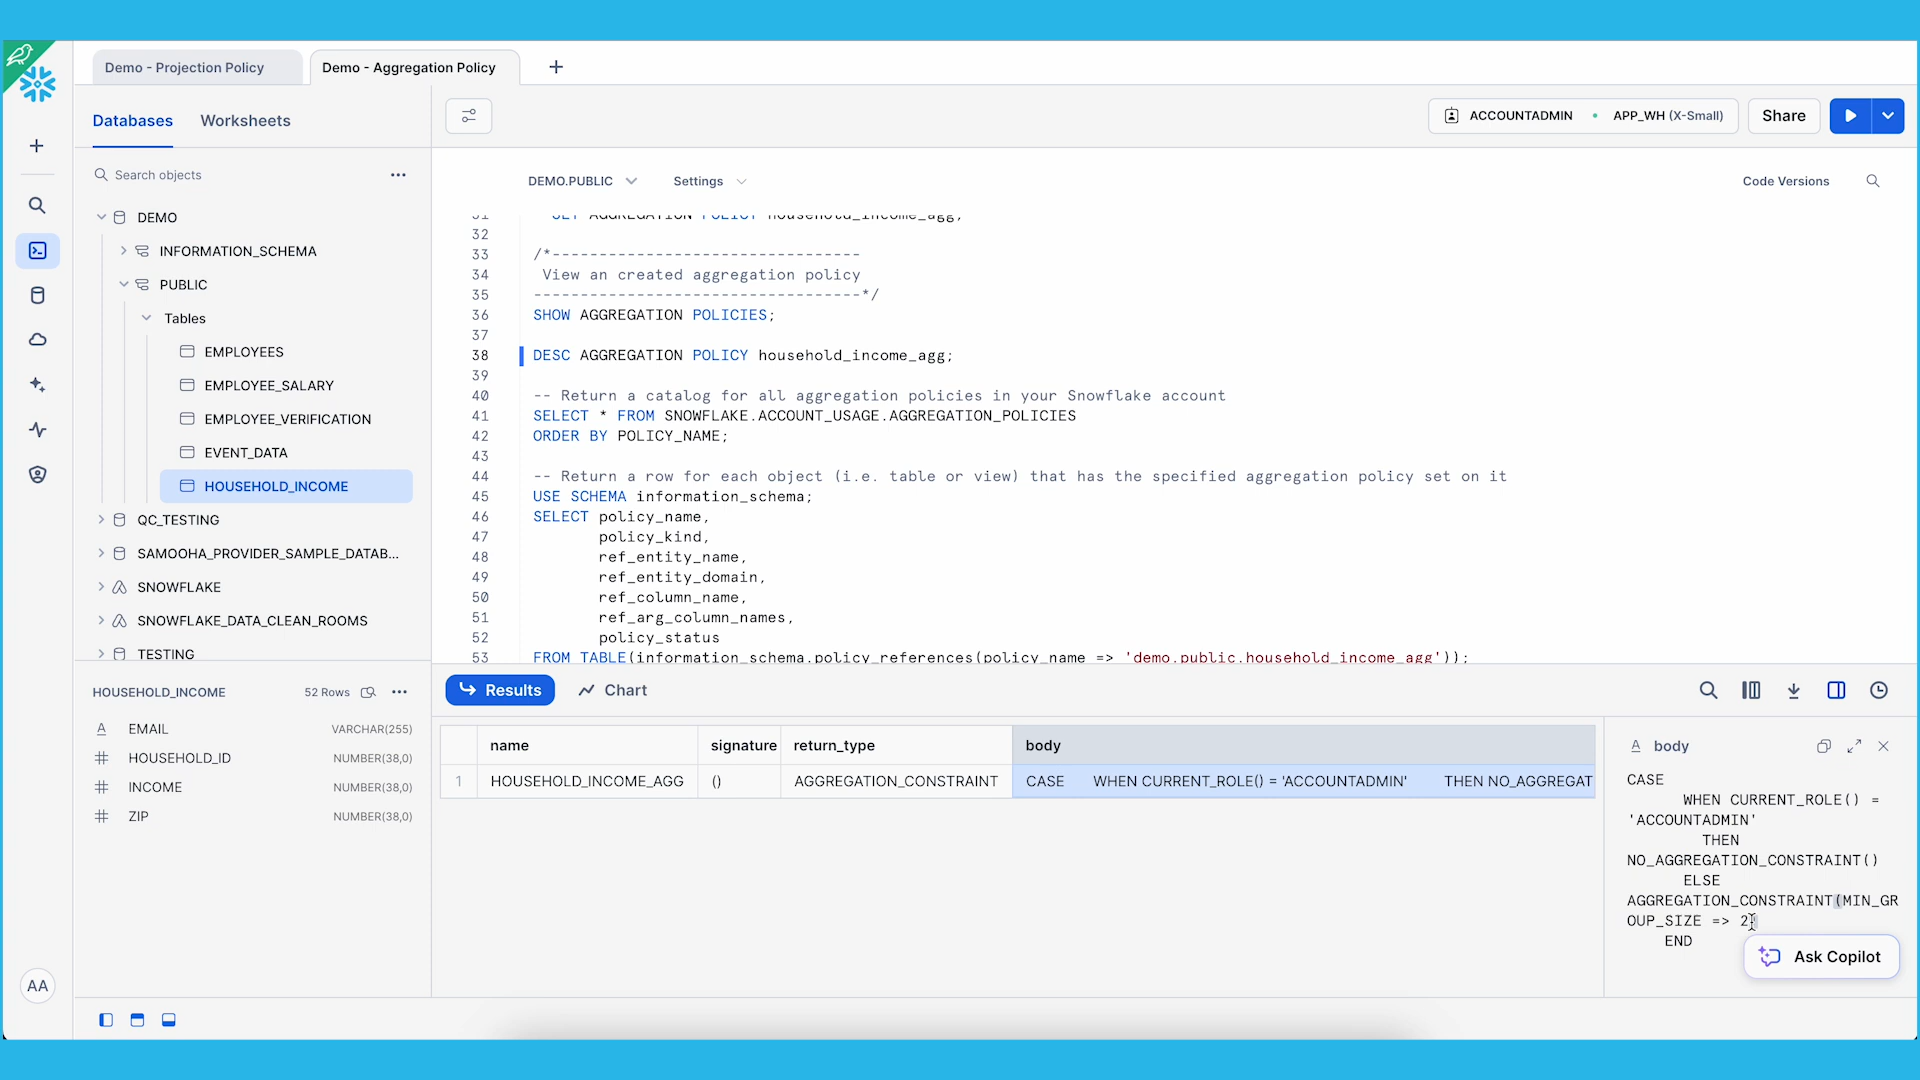 Demo - Projection Policy
Demo - Aggregation Policy
Databases
Worksheets
ACCOUNTADMIN
APP_WH (X-Small)
Share
Search objects
DEMO
INFORMATION_SCHEMA
PUBLIC
Tables
EMPLOYEES
EMPLOYEE_SALARY
EMPLOYEE_VERIFICATION
EVENT_DATA
HOUSEHOLD_INCOME
QC_TESTING
SAMOOHA_PROVIDER_SAMPLE_DATAB...
SNOWFLAKE
SNOWFLAKE_DATA_CLEAN_ROOMS
TESTING
HOUSEHOLD_INCOME 52 Rows
EMAIL VARCHAR(255)
HOUSEHOLD_ID NUMBER(38,0)
INCOME NUMBER(38,0)
ZIP NUMBER(38,0)
AA
DEMO.PUBLIC
Settings
Code Versions
31 SET AGGREGATION POLICY household_income_agg;
32
33 /*---------------------------------
34 View an created aggregation policy
35 -----------------------------------*/
36 SHOW AGGREGATION POLICIES;
37
38 DESC AGGREGATION POLICY household_income_agg;
39
40 -- Return a catalog for all aggregation policies in your Snowflake account
41 SELECT * FROM SNOWFLAKE.ACCOUNT_USAGE.AGGREGATION_POLICIES
42 ORDER BY POLICY_NAME;
43
44 -- Return a row for each object (i.e. table or view) that has the specified aggregation policy set on it
45 USE SCHEMA information_schema;
46 SELECT policy_name,
47 policy_kind,
48 ref_entity_name,
49 ref_entity_domain,
50 ref_column_name,
51 ref_arg_column_names,
52 policy_status
53 FROM TABLE(information_schema.policy_references(policy_name => 'demo.public.household_income_agg'));
Results
Chart
name signature return_type body
1 HOUSEHOLD_INCOME_AGG () AGGREGATION_CONSTRAINT CASE WHEN CURRENT_ROLE() = 'ACCOUNTADMIN' THEN NO_AGGREGAT
A body
CASE
WHEN CURRENT_ROLE() =
'ACCOUNTADMIN'
THEN
NO_AGGREGATION_CONSTRAINT()
ELSE
AGGREGATION_CONSTRAINT(MIN_GR
OUP_SIZE => 2
END
Ask Copilot